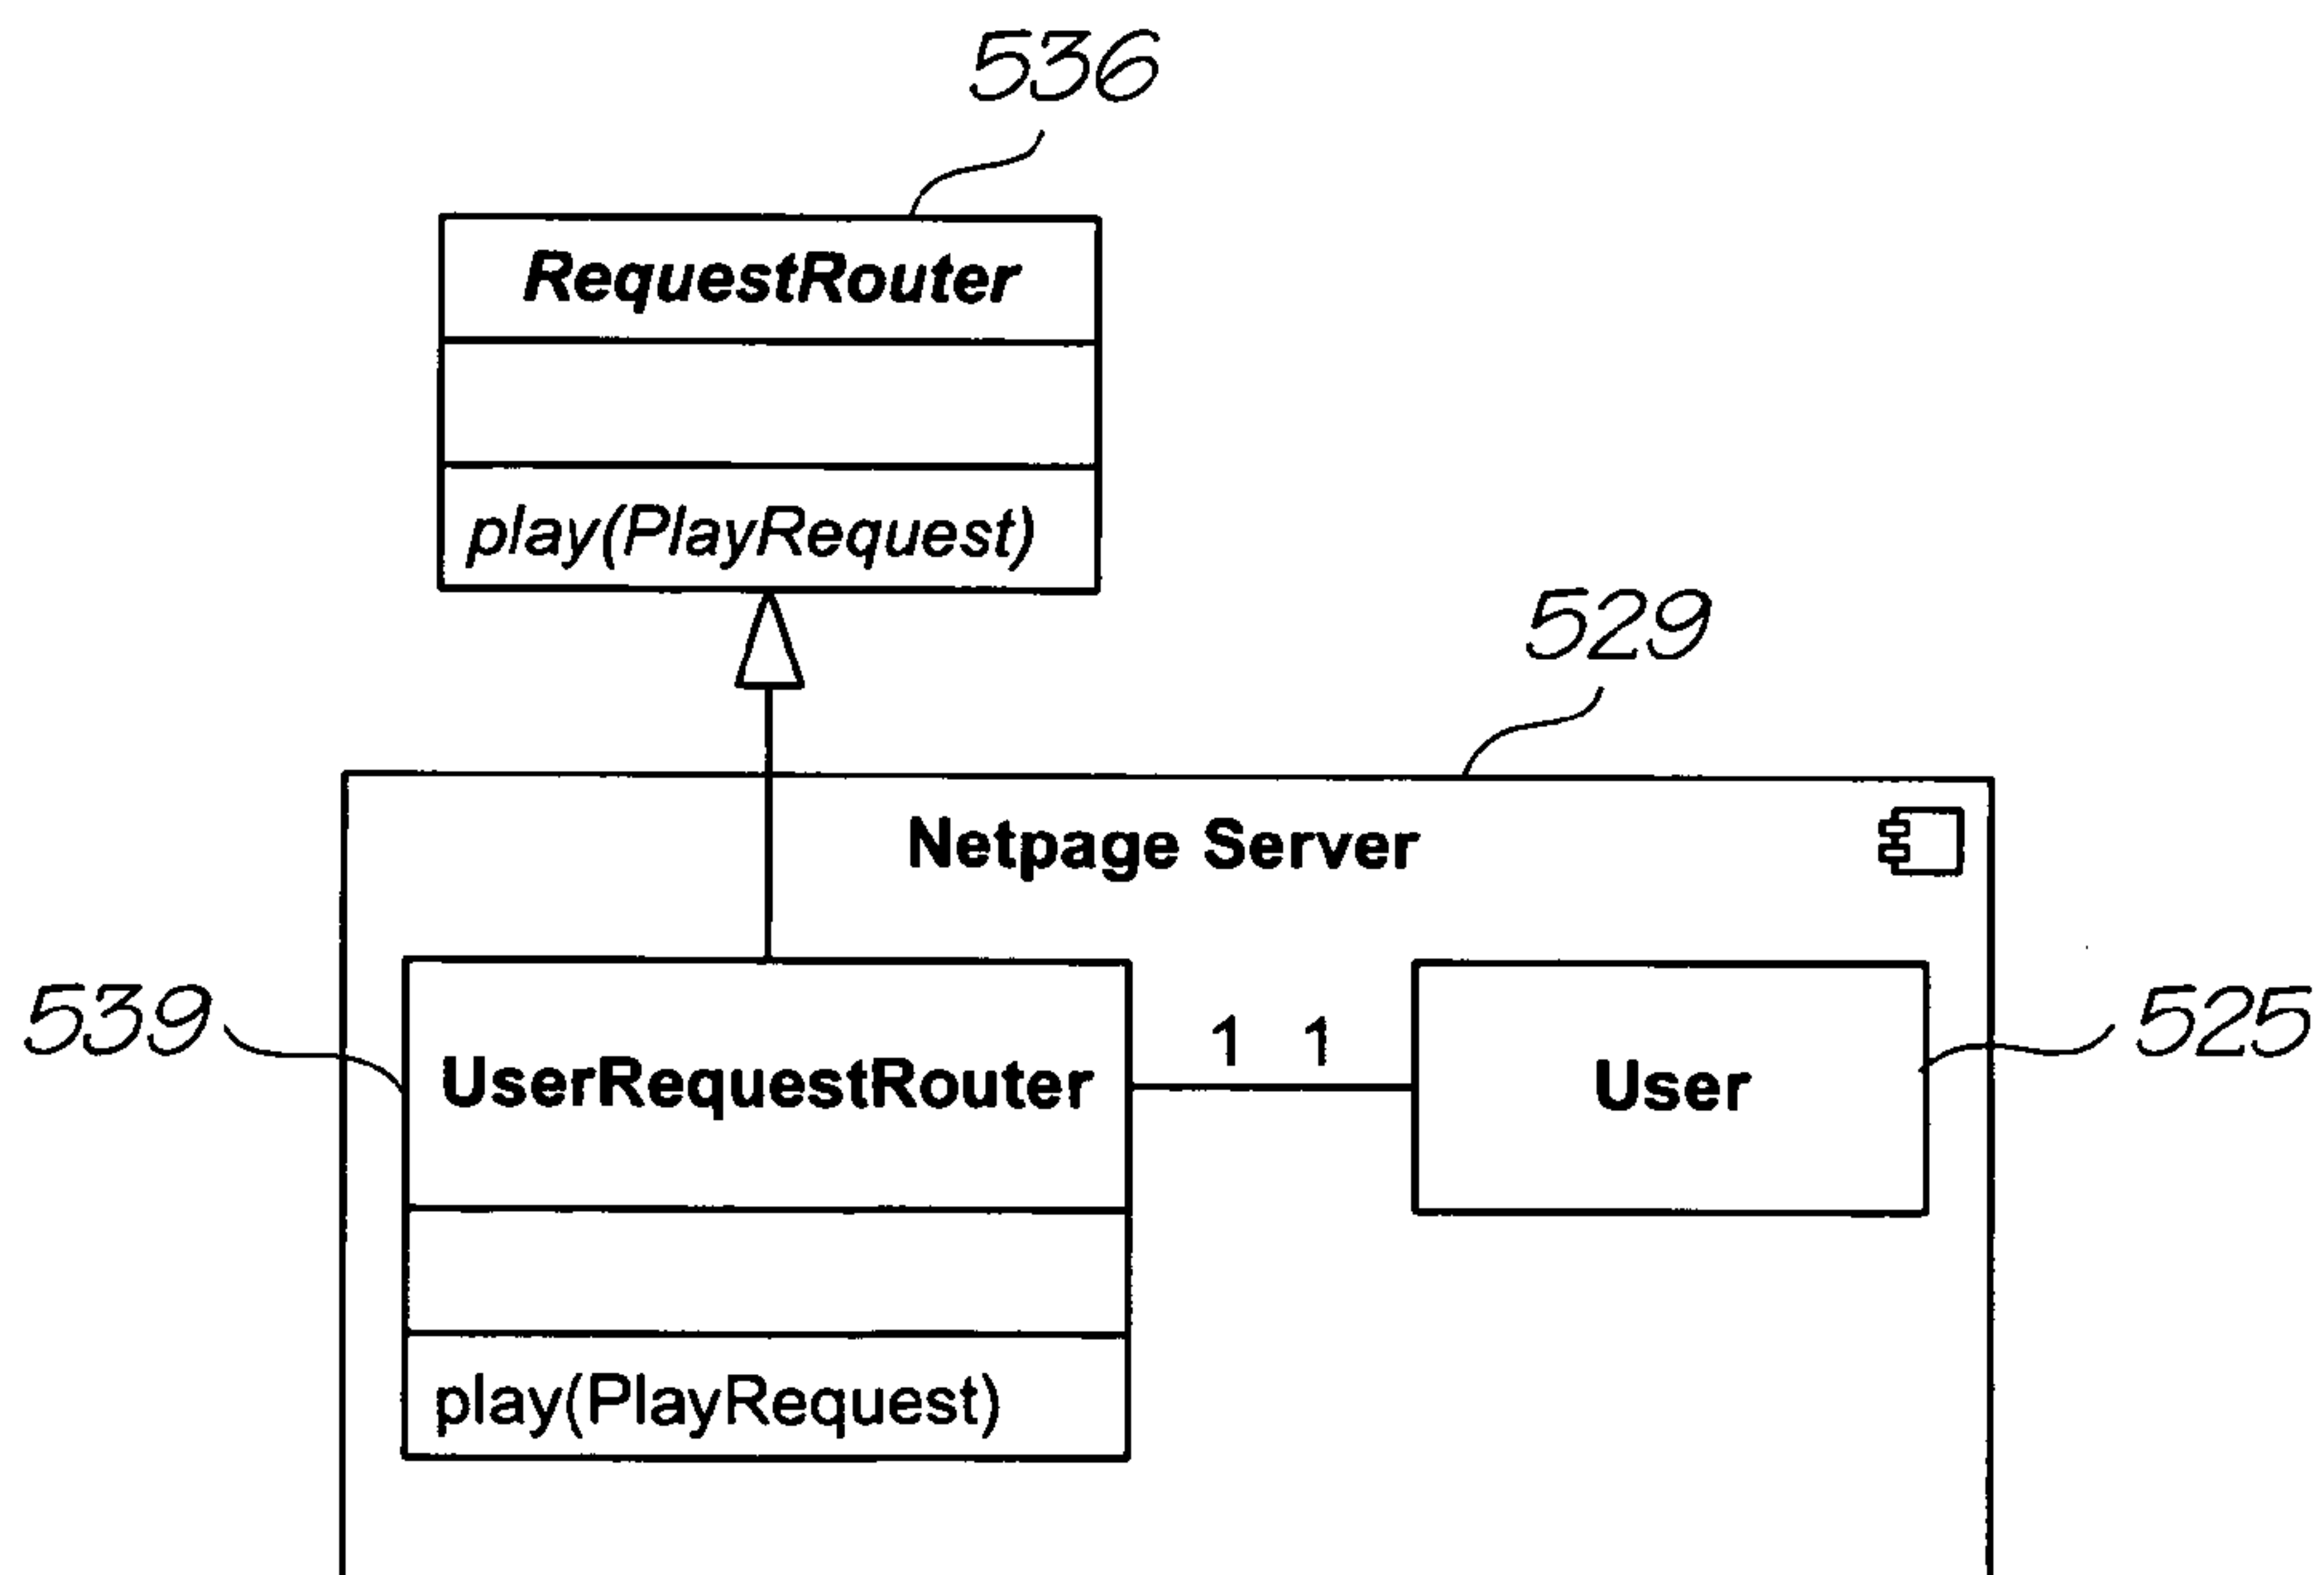 536
RequestRouter
play(PlayRequest)
529
Netpage Server
539
UserRequestRouter
1 1
User
525
play(PlayRequest)